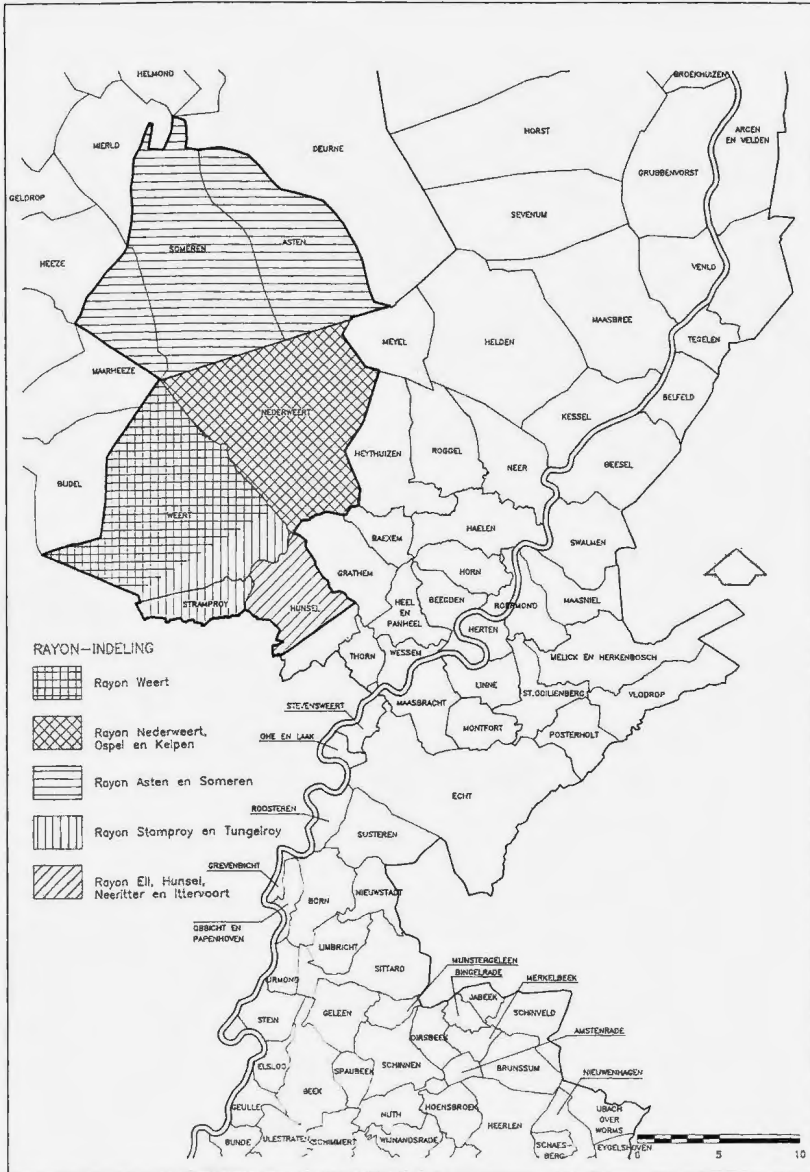 BROEKHUIZEN
HELMOND
HORST
ARCEN
EN VELDEN
MIERLO
DEURNE
GRUBBENVORST
GELDROP
SEVENUM
SOMEREN
ASTEN
HEEZE
VENLO
MAASBREE
MEYEL
HELDEN
TEGELEN
MAARHEEZE
NEDERWEERT
KESSEL
BELFELD
HEYTHUIZEN
ROGGEL
NEER
BEESEL
BUDEL
WEERT
HAELEN
BAEXEM
SWALMEN
GRATHEM
HORN
STRAMPROY
HUNSEL
HEEL
EN
PANHEEL
BEEGDEN
ROERMOND
MAASNIEL
HERTEN
THORN
WESSEM
MELICK EN HERKENBOSCH
LINNE
ST.ODILIENBERG
VLODROP
STEVENSWEERT
MAASBRACHT
MONTFORT
POSTERHOLT
OHE EN LAAK
ECHT
RAYON-INDELING
Rayon Weert
Rayon Nederweert,
Ospel en Kelpen
Rayon Asten en Someren
Rayon Stamproy en Tungelroy
Rayon Ell, Hunsel,
Neeritter en Ittervoort
ROOSTEREN
SUSTEREN
GREVENBICHT
BORN
NIEUWSTADT
OBBICHT EN
PAPENHOVEN
LIMBRICHT
SITTARD
MUNSTERGELEEN
BINGELRADE
MERKELBEEK
URMOND
JABEEK
SCHINVELD
STEIN
GELEEN
OIRSBEEK
AMSTENRADE
ELSLOO
SPAUBEEK
SCHINNEN
BRUNSSUM
NIEUWENHAGEN
BEEK
GEULLE
NUTH
HOENSBROEK
HEERLEN
UBACH
OVER
WORMS
BUNDE
ULESTRATEN
SCHIMMERT
WIJNANDSRADE
SCHAES-
BERG
EYGELSHOVEN
0 5 10